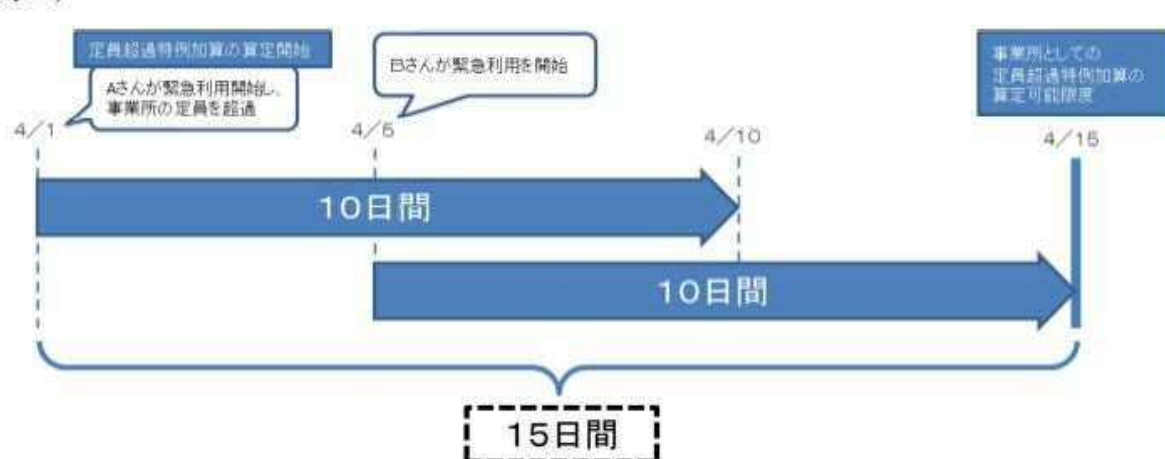 定員超過特例加算の算定開始
Aさんが緊急利用開始し、
事業所の定員を超過
Bさんが緊急利用を開始
事業所としての
定員超過特例加算の
算定可能限度
4/1
4/6
4/10
4/15
10日間
10日間
15日間